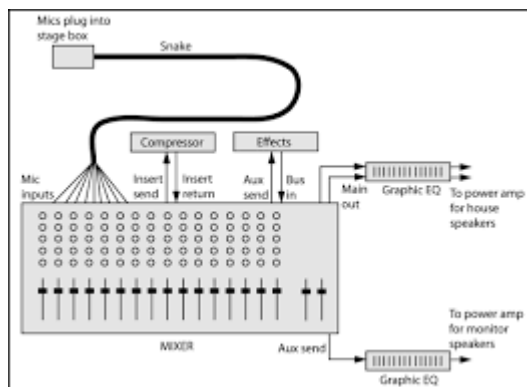 Mics plug into
stage box
Snake
Compressor
Effects
Mic
inputs
Insert
send
Insert
return
Aux
send
Bus
in
Main
out
Graphic EQ
To power amp
for house
speakers
MIXER
Aux send
To power amp
for monitor
speakers
Graphic EQ